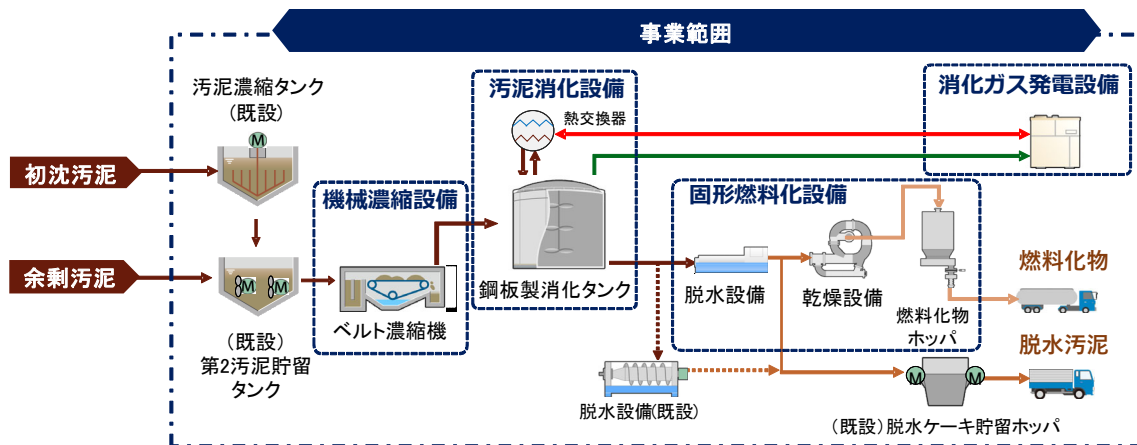 事業範囲
汚泥濃縮タンク
(既設)
M
初沈汚泥
余剰汚泥
M
M
(既設)
第2汚泥貯留
タンク
機械濃縮設備
ベルト濃縮機
汚泥消化設備
熱交換器
鋼板製消化タンク
消化ガス発電設備
固形燃料化設備
脱水設備
乾燥設備
燃料化物
ホッパ
燃料化物
脱水汚泥
脱水設備(既設)
M
M
(既設)脱水ケーキ貯留ホッパ